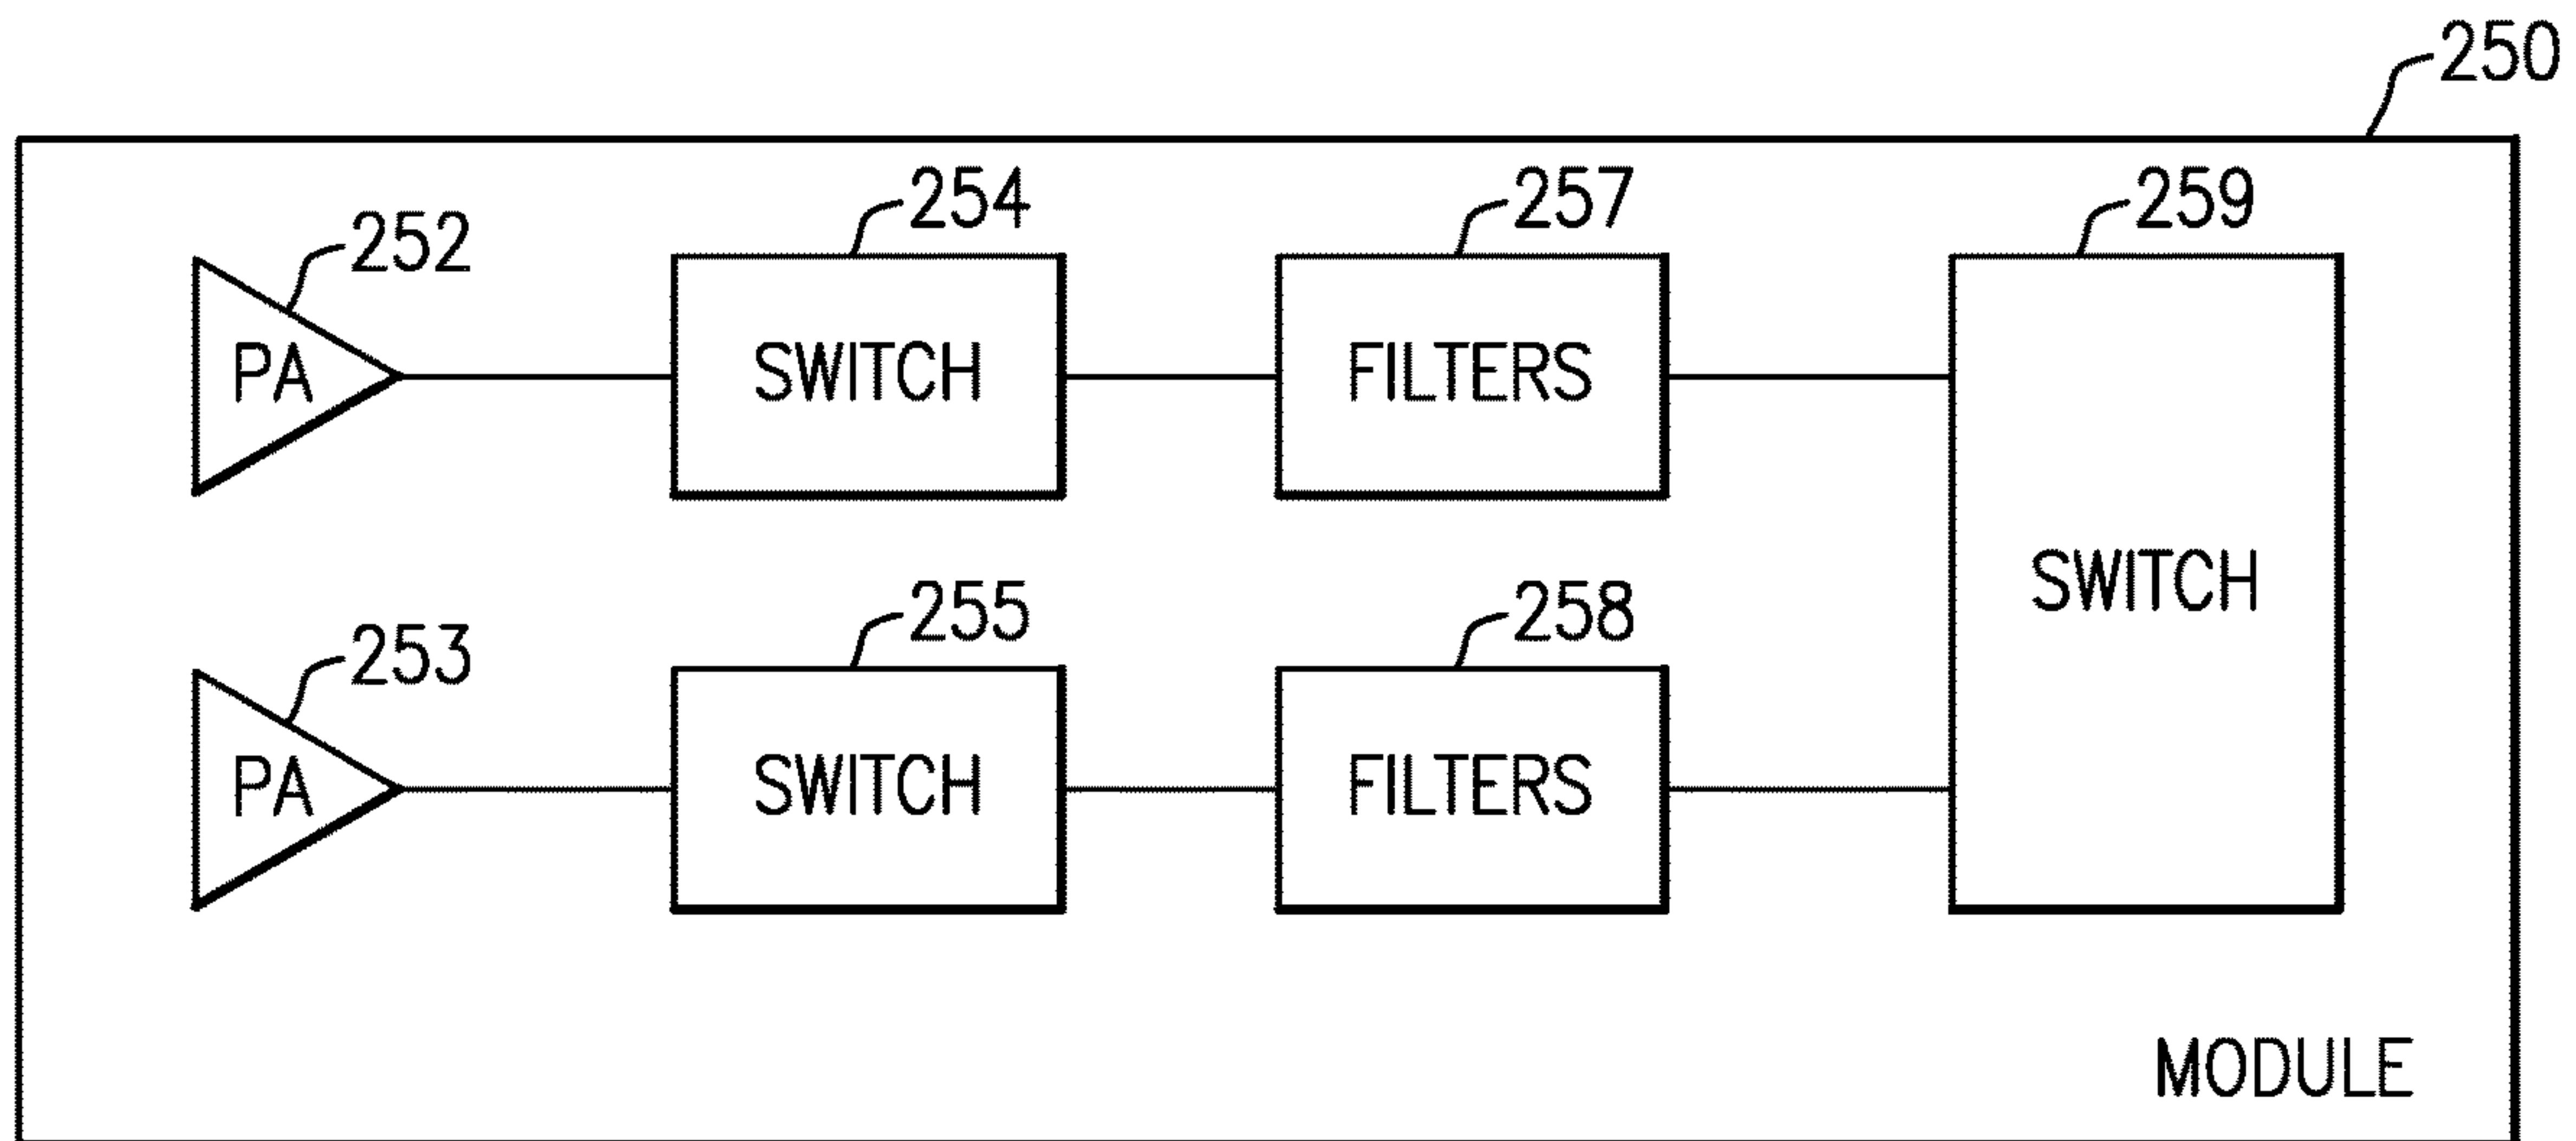 250
254
257
259
252
PA
SWITCH
FILTERS
SWITCH
255
258
253
PA
SWITCH
FILTERS
MODULE